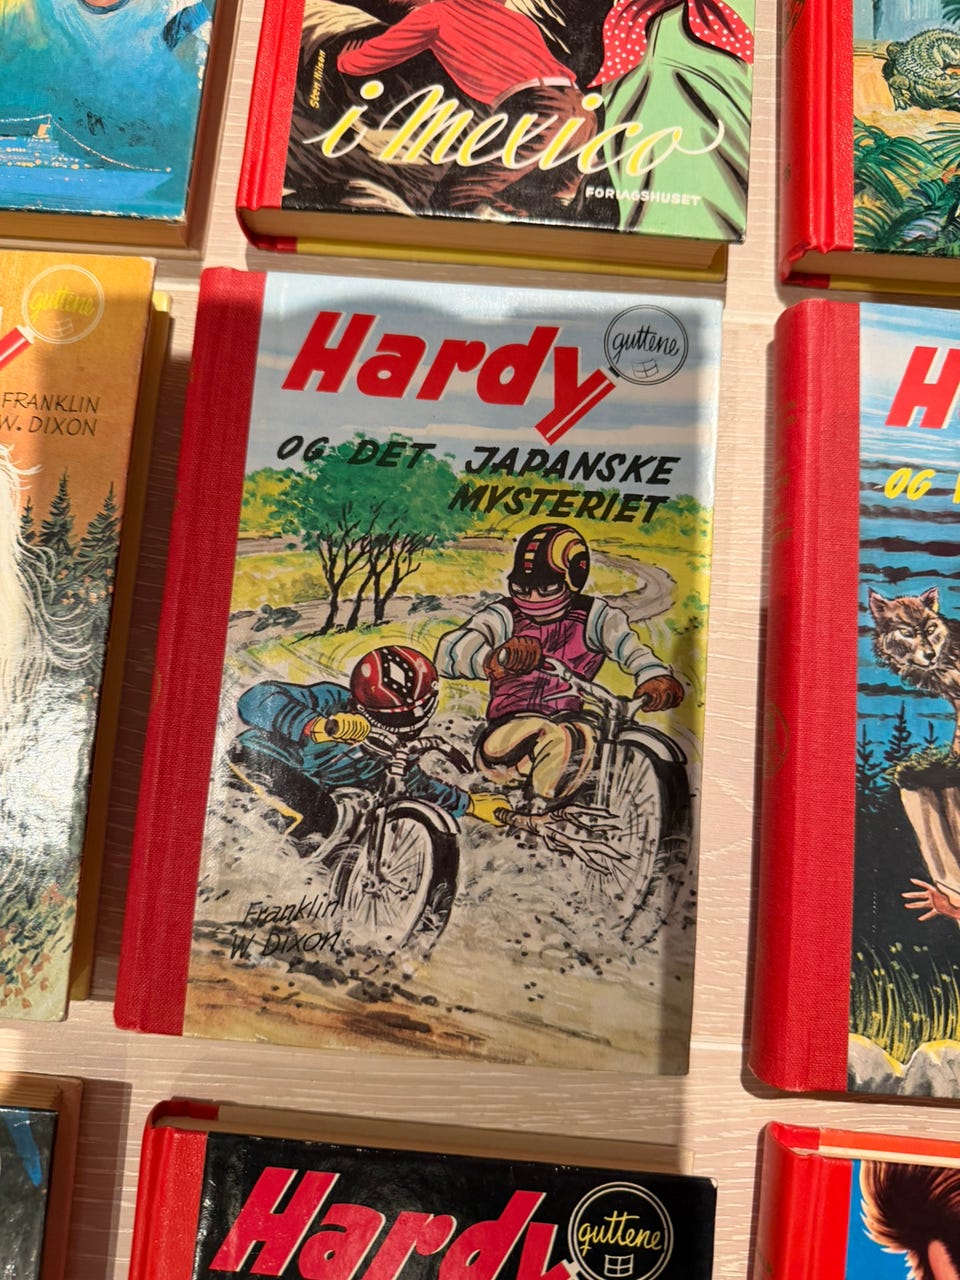 Sten Nilsen
i Mexico
FORLAGSHUSET
guttene
FRANKLIN
W. DIXON
Hardy
guttene
OG DET JAPANSKE
MYSTERIET
Franklin
W. Dixon
H
OG
Hardy
guttene